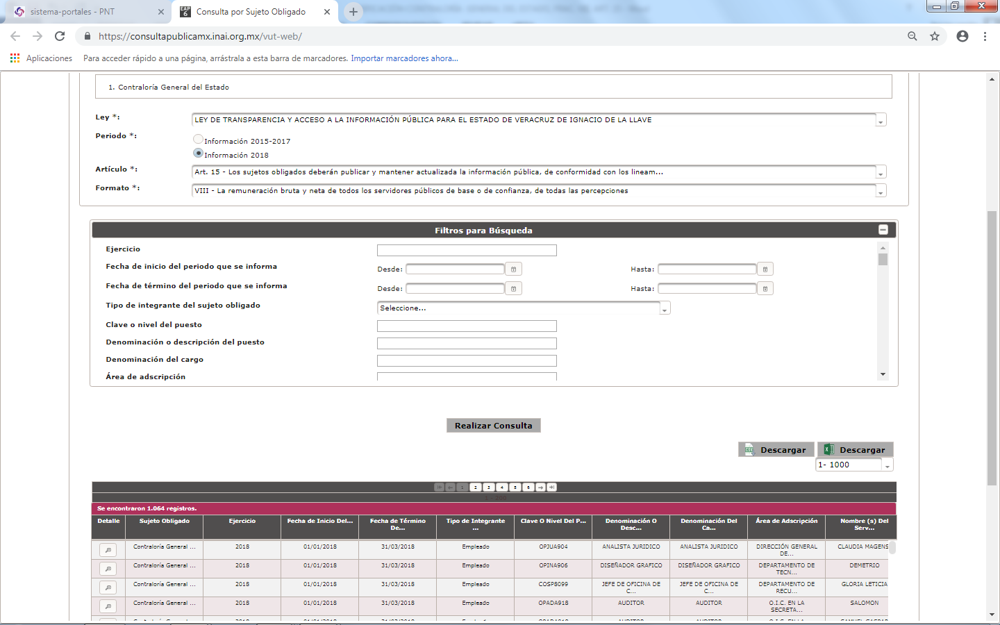 sistema-portales - PNT
Consulta por Sujeto Obligado
https://consultapublicamx.inai.org.mx/vut-web/
Aplicaciones Para acceder rápido a una página, arrástrala a esta barra de marcadores. Importar marcadores ahora...
1. Contraloría General del Estado
Ley *: LEY DE TRANSPARENCIA Y ACCESO A LA INFORMACIÓN PÚBLICA PARA EL ESTADO DE VERACRUZ DE IGNACIO DE LA LLAVE
Periodo *: Información 2015-2017
Información 2018
Artículo *: Art. 15 - Los sujetos obligados deberán publicar y mantener actualizada la información pública, de conformidad con los lineam...
Formato *: VIII - La remuneración bruta y neta de todos los servidores públicos de base o de confianza, de todas las percepciones
Filtros para Búsqueda
Ejercicio
Fecha de inicio del periodo que se informa Desde: Hasta:
Fecha de término del periodo que se informa Desde: Hasta:
Tipo de integrante del sujeto obligado Seleccione...
Clave o nivel del puesto
Denominación o descripción del puesto
Denominación del cargo
Área de adscripción
Realizar Consulta
Descargar Descargar
1- 1000
1 2 3 4 5 6
1 - 200
Se encontraron 1.064 registros.
Detalle Sujeto Obligado Ejercicio Fecha de Inicio Del... Fecha de Término De... Tipo de Integrante ... Clave O Nivel Del P... Denominación O Desc... Denominación Del Ca... Área de Adscripción Nombre (s) Del Serv...
Contraloría General ... 2018 01/01/2018 31/03/2018 Empleado OPJUA904 ANALISTA JURIDICO ANALISTA JURIDICO DIRECCIÓN GENERAL DE... CLAUDIA MAGENS
Contraloría General ... 2018 01/01/2018 31/03/2018 Empleado OPINA906 DISEÑADOR GRAFICO DISEÑADOR GRAFICO DEPARTAMENTO DE TECN... DEMETRIO
Contraloría General ... 2018 01/01/2018 31/03/2018 Empleado COSP8099 JEFE DE OFICINA DE C... JEFE DE OFICINA DE C... DEPARTAMENTO DE RECU... GLORIA LETICIA
Contraloría General ... 2018 01/01/2018 31/03/2018 Empleado OPADA918 AUDITOR AUDITOR O.I.C. EN LA SECRETA... SALOMON